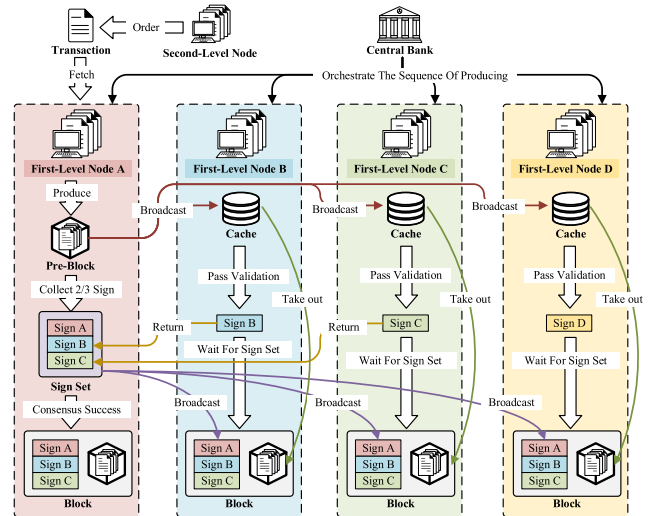 Order
Transaction
Second-Level Node
Central Bank
Fetch
Orchestrate The Sequence Of Producing
First-Level Node A
First-Level Node B
First-Level Node C
First-Level Node D
Produce
Broadcast
Broadcast
Broadcast
Cache
Cache
Cache
Pre-Block
Pass Validation
Pass Validation
Pass Validation
Collect 2/3 Sign
Take out
Take out
Take out
Sign A
Sign B
Sign C
Return
Sign B
Return
Sign C
Sign D
Wait For Sign Set
Wait For Sign Set
Wait For Sign Set
Sign Set
Consensus Success
Broadcast
Broadcast
Broadcast
Sign A
Sign B
Sign C
Block
Sign A
Sign B
Sign C
Block
Sign A
Sign B
Sign C
Block
Sign A
Sign B
Sign C
Block